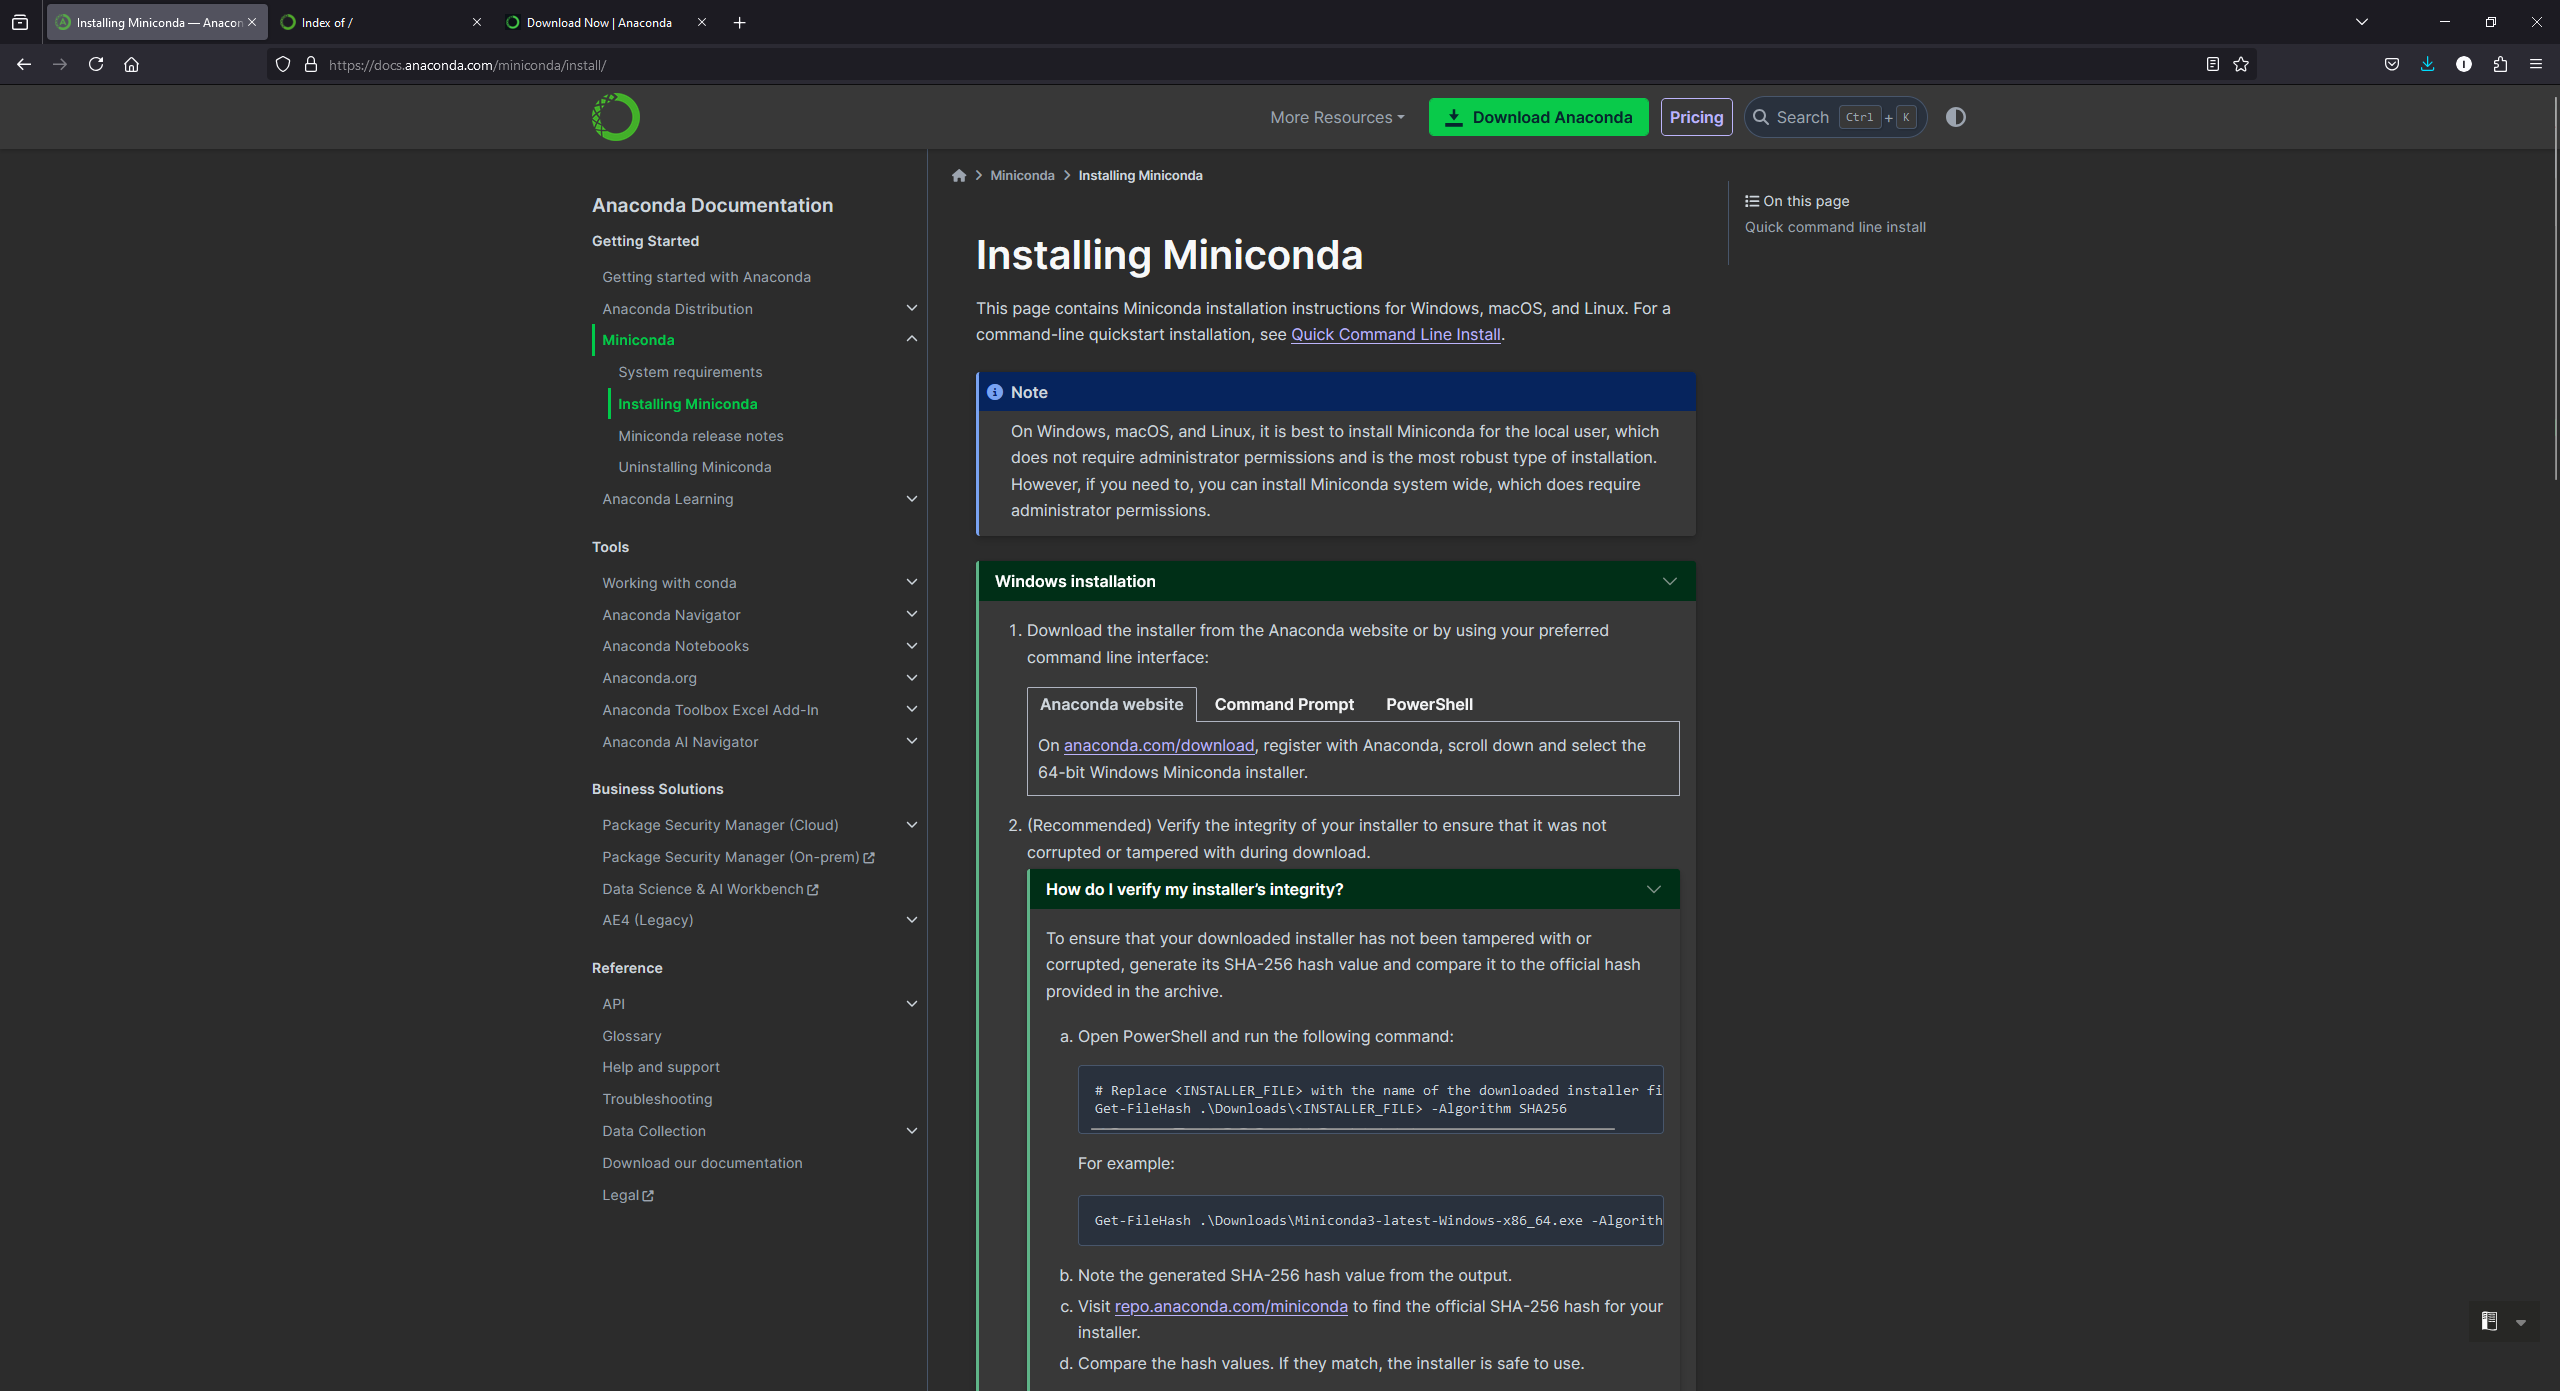 Installing Miniconda — Anacon
Index of /
Download Now | Anaconda
https://docs.anaconda.com/miniconda/install/
More Resources
Download Anaconda
Pricing
Search Ctrl + K
Anaconda Documentation
Getting Started
Getting started with Anaconda
Anaconda Distribution
Miniconda
System requirements
Installing Miniconda
Miniconda release notes
Uninstalling Miniconda
Anaconda Learning
Tools
Working with conda
Anaconda Navigator
Anaconda Notebooks
Anaconda.org
Anaconda Toolbox Excel Add-In
Anaconda AI Navigator
Business Solutions
Package Security Manager (Cloud)
Package Security Manager (On-prem)
Data Science & AI Workbench
AE4 (Legacy)
Reference
API
Glossary
Help and support
Troubleshooting
Data Collection
Download our documentation
Legal
Miniconda
Installing Miniconda
Installing Miniconda
This page contains Miniconda installation instructions for Windows, macOS, and Linux. For a
command-line quickstart installation, see Quick Command Line Install.
Note
On Windows, macOS, and Linux, it is best to install Miniconda for the local user, which
does not require administrator permissions and is the most robust type of installation.
However, if you need to, you can install Miniconda system wide, which does require
administrator permissions.
Windows installation
1. Download the installer from the Anaconda website or by using your preferred
command line interface:
Anaconda website
Command Prompt
PowerShell
On anaconda.com/download, register with Anaconda, scroll down and select the
64-bit Windows Miniconda installer.
2. (Recommended) Verify the integrity of your installer to ensure that it was not
corrupted or tampered with during download.
How do I verify my installer’s integrity?
To ensure that your downloaded installer has not been tampered with or
corrupted, generate its SHA-256 hash value and compare it to the official hash
provided in the archive.
a. Open PowerShell and run the following command:
# Replace <INSTALLER_FILE> with the name of the downloaded installer fi
Get-FileHash .\Downloads\<INSTALLER_FILE> -Algorithm SHA256
For example:
Get-FileHash .\Downloads\Miniconda3-latest-Windows-x86_64.exe -Algorith
b. Note the generated SHA-256 hash value from the output.
c. Visit repo.anaconda.com/miniconda to find the official SHA-256 hash for your
installer.
d. Compare the hash values. If they match, the installer is safe to use.
On this page
Quick command line install